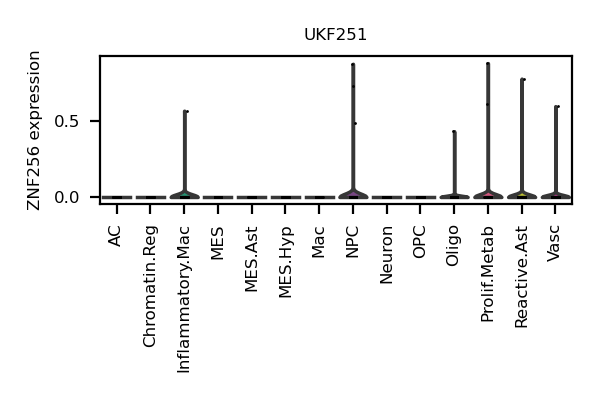 UKF251
ZNF256 expression
0.5
0.0
AC
Chromatin.Reg
Inflammatory.Mac
MES
MES.Ast
MES.Hyp
Mac
NPC
Neuron
OPC
Oligo
Prolif.Metab
Reactive.Ast
Vasc